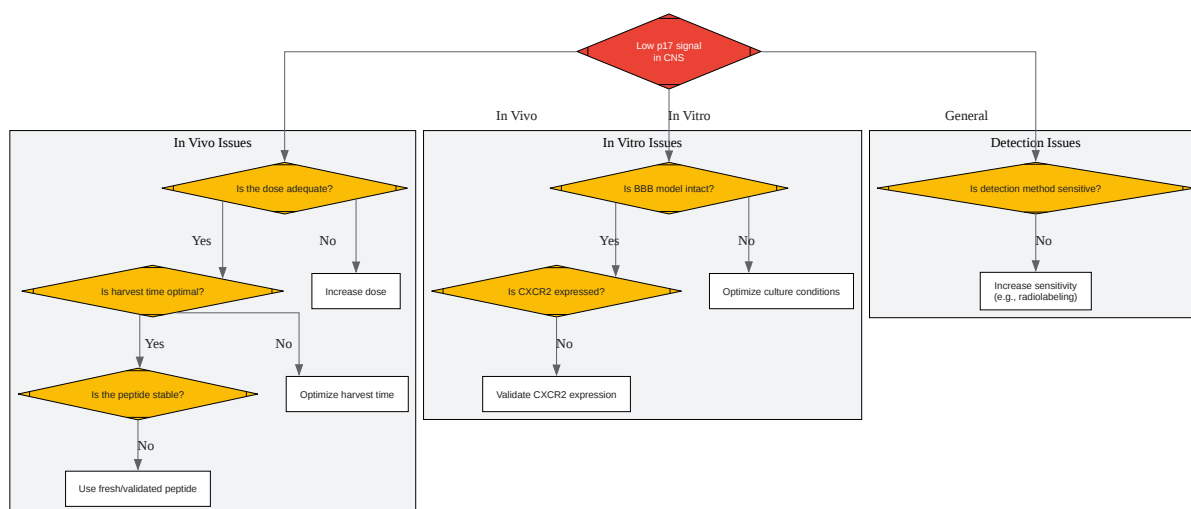 Low p17 signal
in CNS
In Vivo
In Vitro
General
In Vivo Issues
In Vitro Issues
Detection Issues
Is the dose adequate?
Is BBB model intact?
Is detection method sensitive?
Yes
No
Yes
No
No
Is harvest time optimal?
Increase dose
Is CXCR2 expressed?
Optimize culture conditions
Increase sensitivity
(e.g., radiolabeling)
Yes
No
No
Is the peptide stable?
Optimize harvest time
Validate CXCR2 expression
No
Use fresh/validated peptide